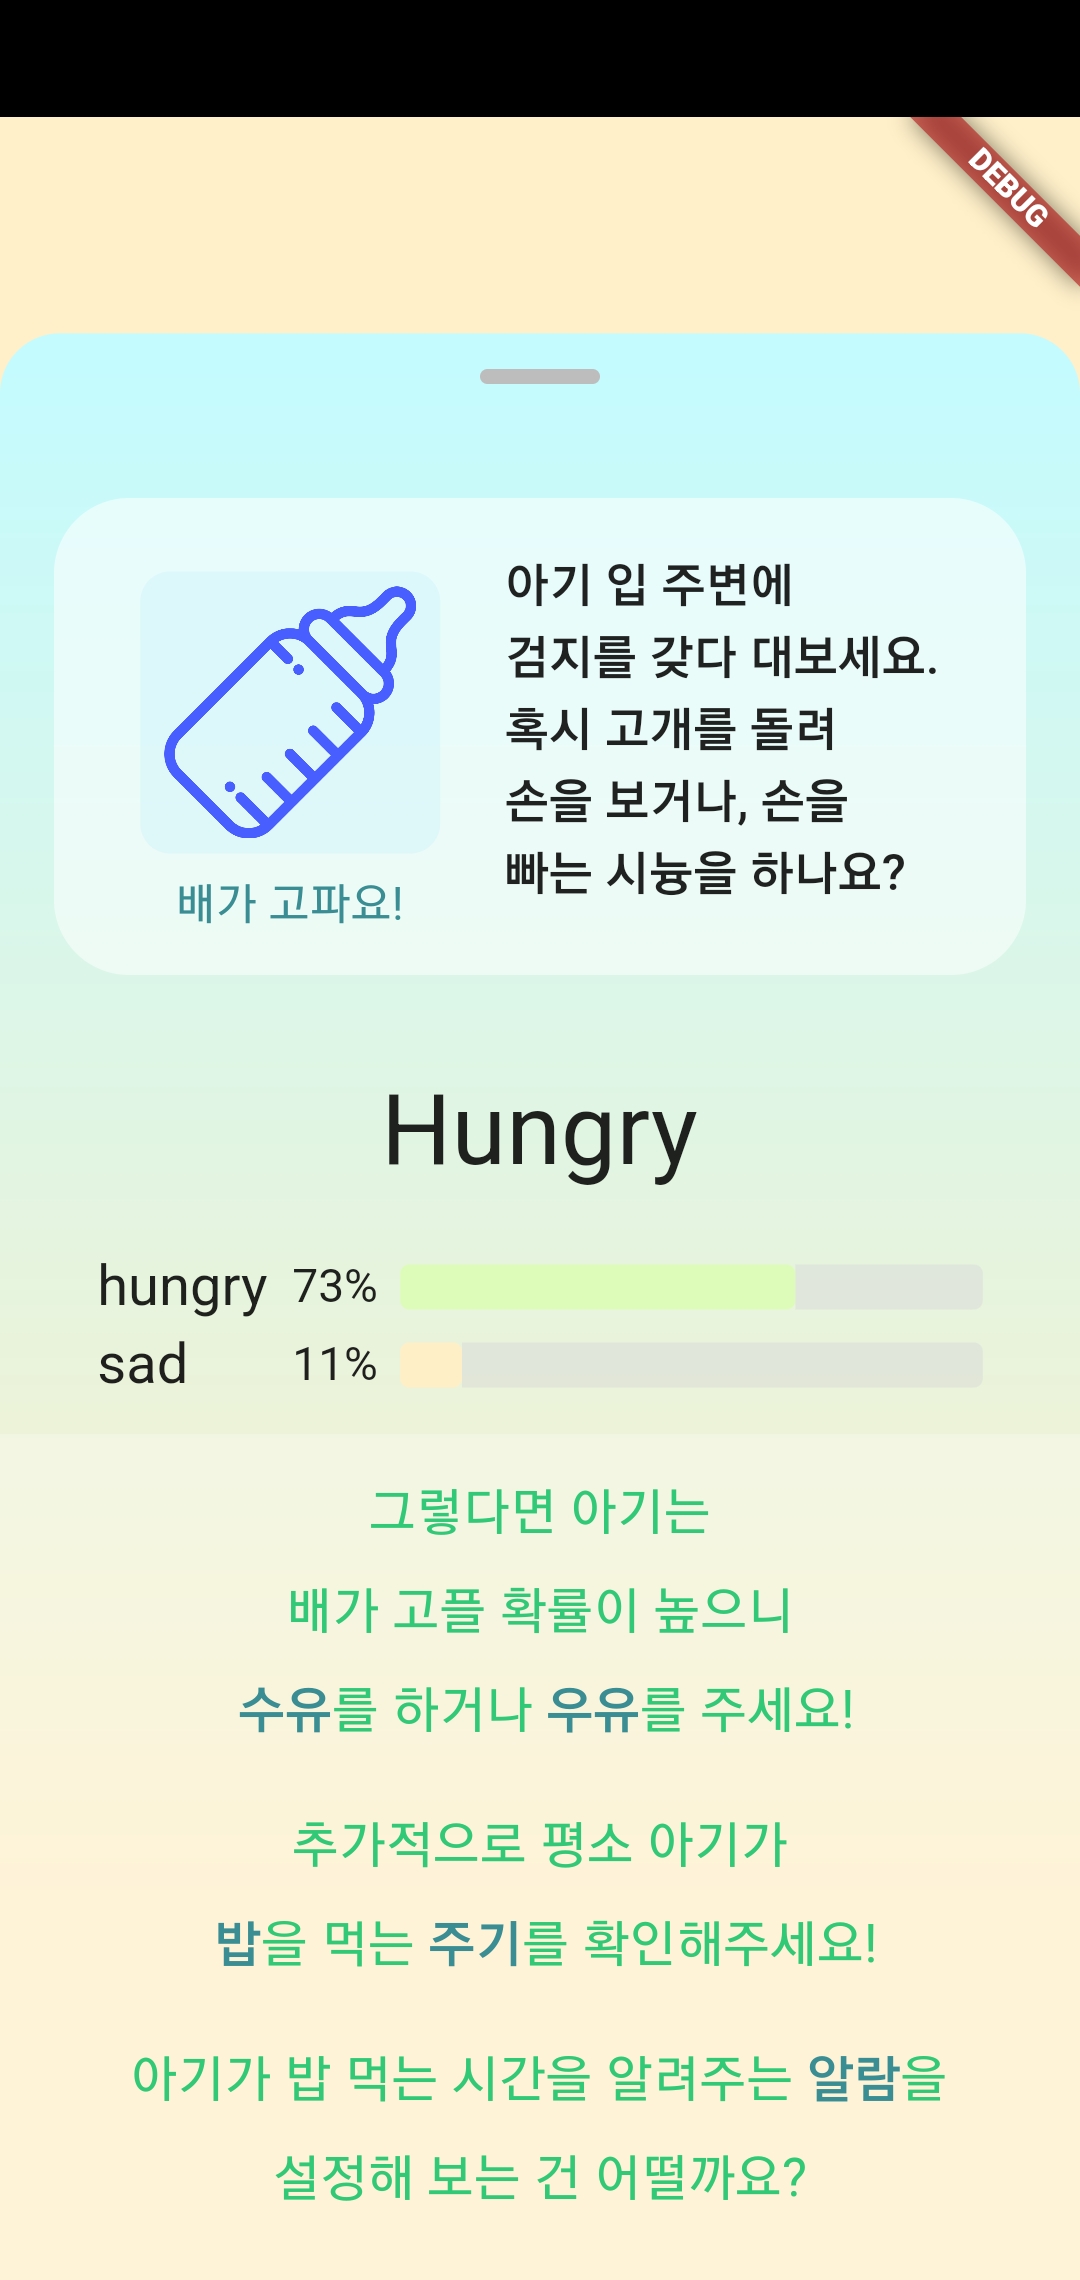 DEBUG
아기 입 주변에
검지를 갖다 대보세요.
혹시 고개를 돌려
손을 보거나, 손을
빠는 시늉을 하나요?
배가 고파요!
Hungry
hungry 73%
sad 11%
그렇다면 아기는
배가 고플 확률이 높으니
수유를 하거나 우유를 주세요!
추가적으로 평소 아기가
밥을 먹는 주기를 확인해주세요!
아기가 밥 먹는 시간을 알려주는 알람을
설정해 보는 건 어떨까요?